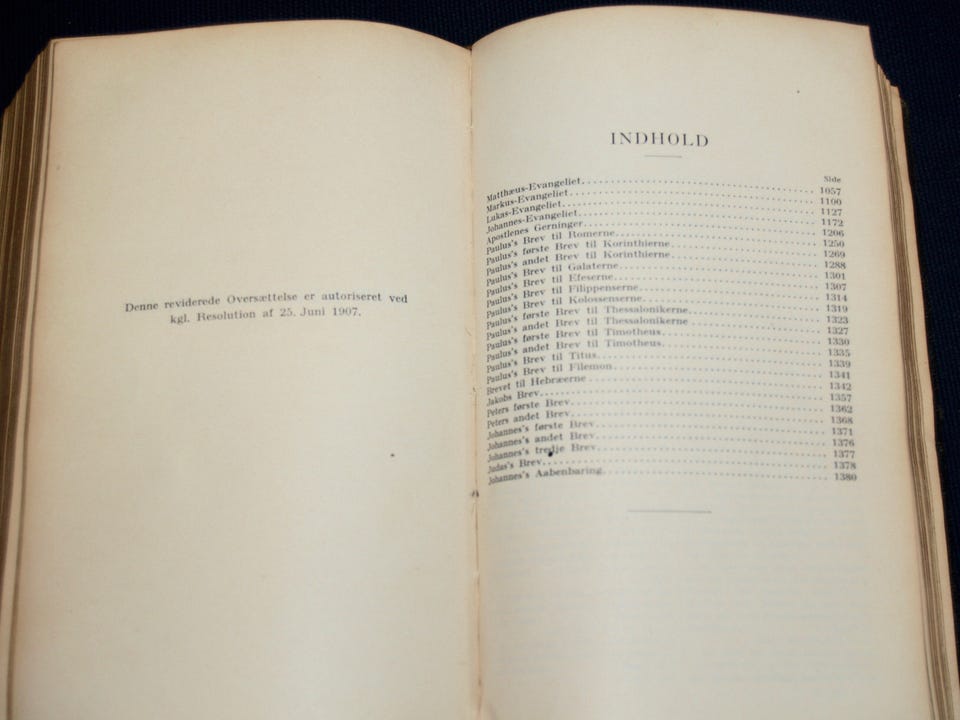 Denne reviderede Oversættelse er autoriseret ved
kgl. Resolution af 25. Juni 1907.
INDHOLD
Side
Matthæus-Evangeliet 1057
Markus-Evangeliet 1100
Lukas-Evangeliet 1127
Johannes-Evangeliet 1172
Apostlenes Gerninger 1206
Paulus's Brev til Romerne 1250
Paulus's første Brev til Korinthierne 1269
Paulus's andet Brev til Korinthierne 1288
Paulus's Brev til Galaterne 1301
Paulus's Brev til Efeserne 1307
Paulus's Brev til Filippenserne 1314
Paulus's Brev til Kolossenserne 1319
Paulus's første Brev til Thessalonikerne 1323
Paulus's andet Brev til Thessalonikerne 1327
Paulus's første Brev til Timotheus 1330
Paulus's andet Brev til Timotheus 1335
Paulus's Brev til Titus 1339
Paulus's Brev til Filemon 1341
Brevet til Hebræerne 1342
Jakobs Brev 1357
Peters første Brev 1362
Peters andet Brev 1368
Johannes's første Brev 1371
Johannes's andet Brev 1376
Johannes's tredje Brev 1377
Judas's Brev 1378
Johannes's Aabenbaring 1380